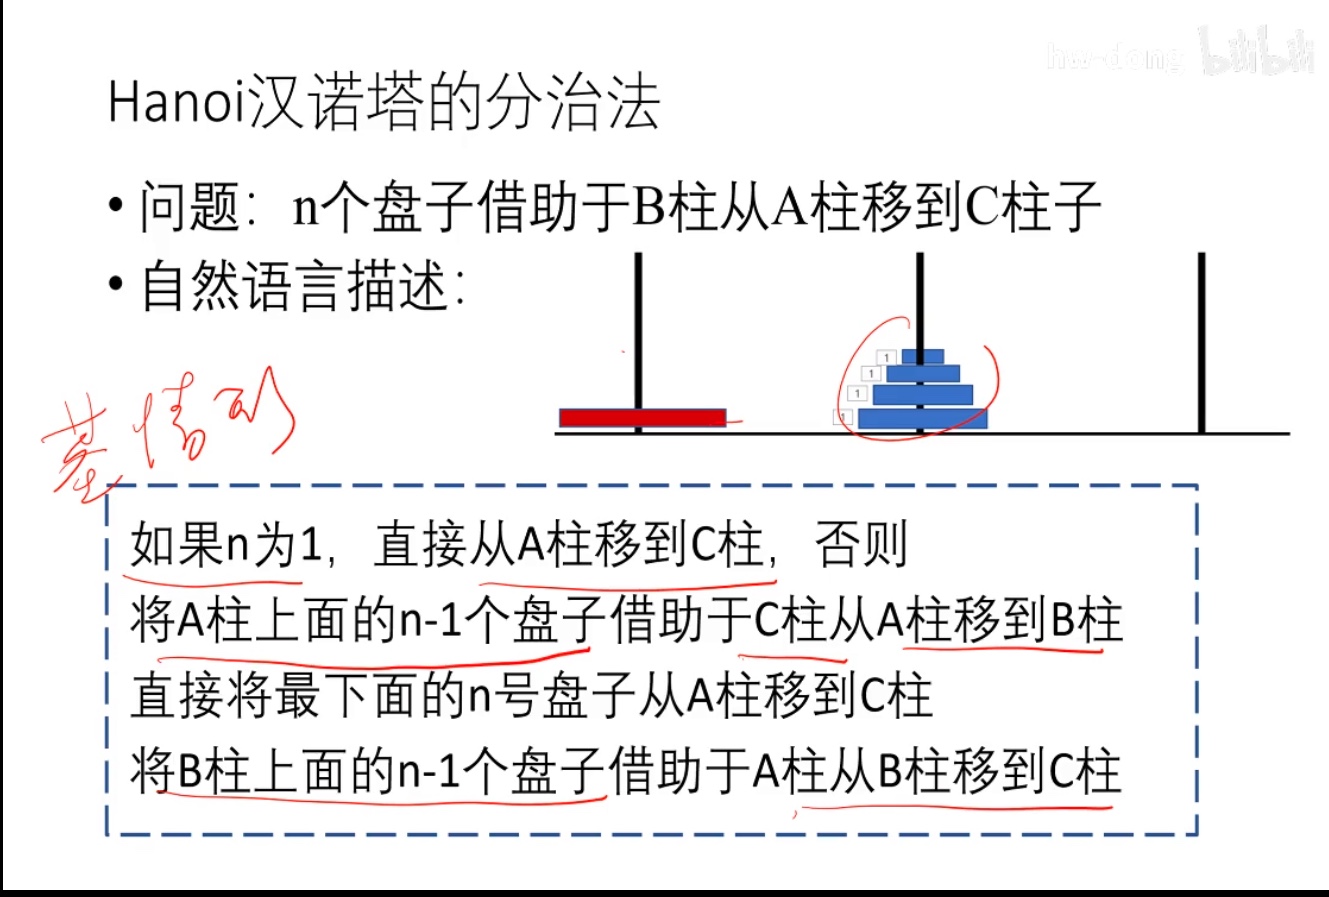 hw-dong bilibili
Hanoi汉诺塔的分治法
• 问题：n个盘子借助于B柱从A柱移到C柱子
• 自然语言描述：
1
1
1
1
基情形
如果n为1，直接从A柱移到C柱，否则
将A柱上面的n-1个盘子借助于C柱从A柱移到B柱
直接将最下面的n号盘子从A柱移到C柱
将B柱上面的n-1个盘子借助于A柱从B柱移到C柱